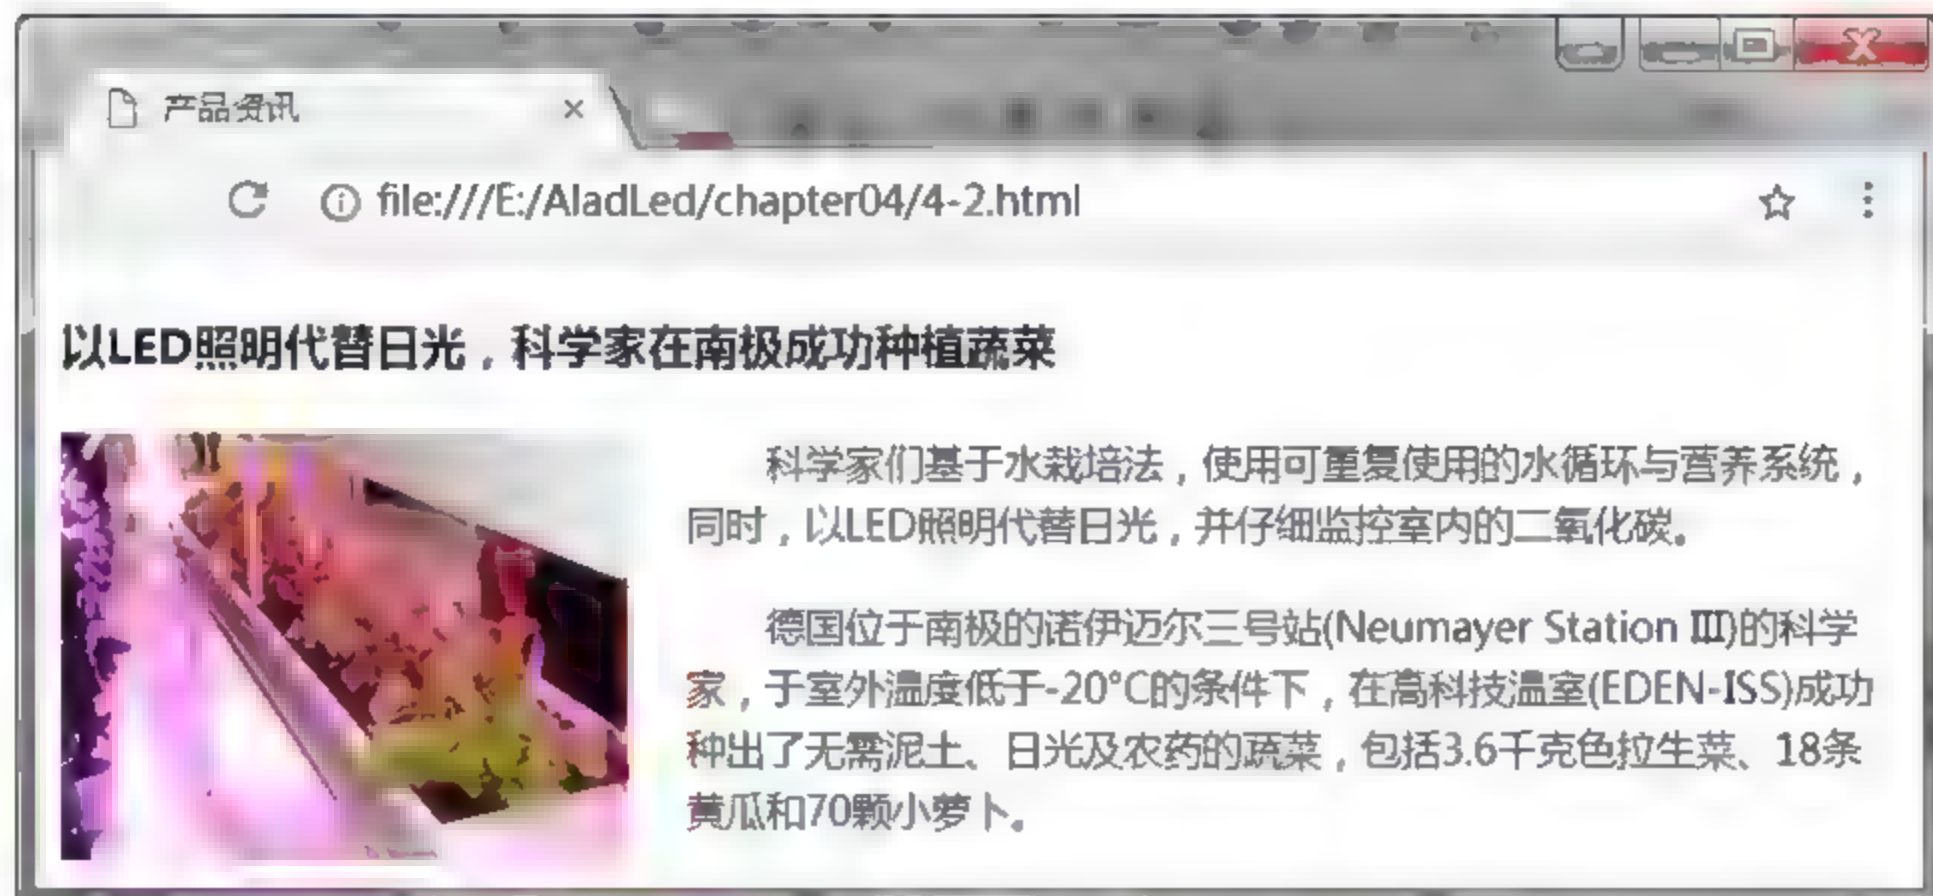 产品资讯
file:///E:/AladLed/chapter04/4-2.html
以LED照明代替日光，科学家在南极成功种植蔬菜
科学家们基于水栽培法，使用可重复使用的水循环与营养系统，
同时，以LED照明代替日光，并仔细监控室内的二氧化碳。
德国位于南极的诺伊迈尔三号站(Neumayer Station III)的科学
家，于室外温度低于-20°C的条件下，在高科技温室(EDEN-ISS)成功
种出了无需泥土、日光及农药的蔬菜，包括3.6千克色拉生菜、18条
黄瓜和70颗小萝卜。